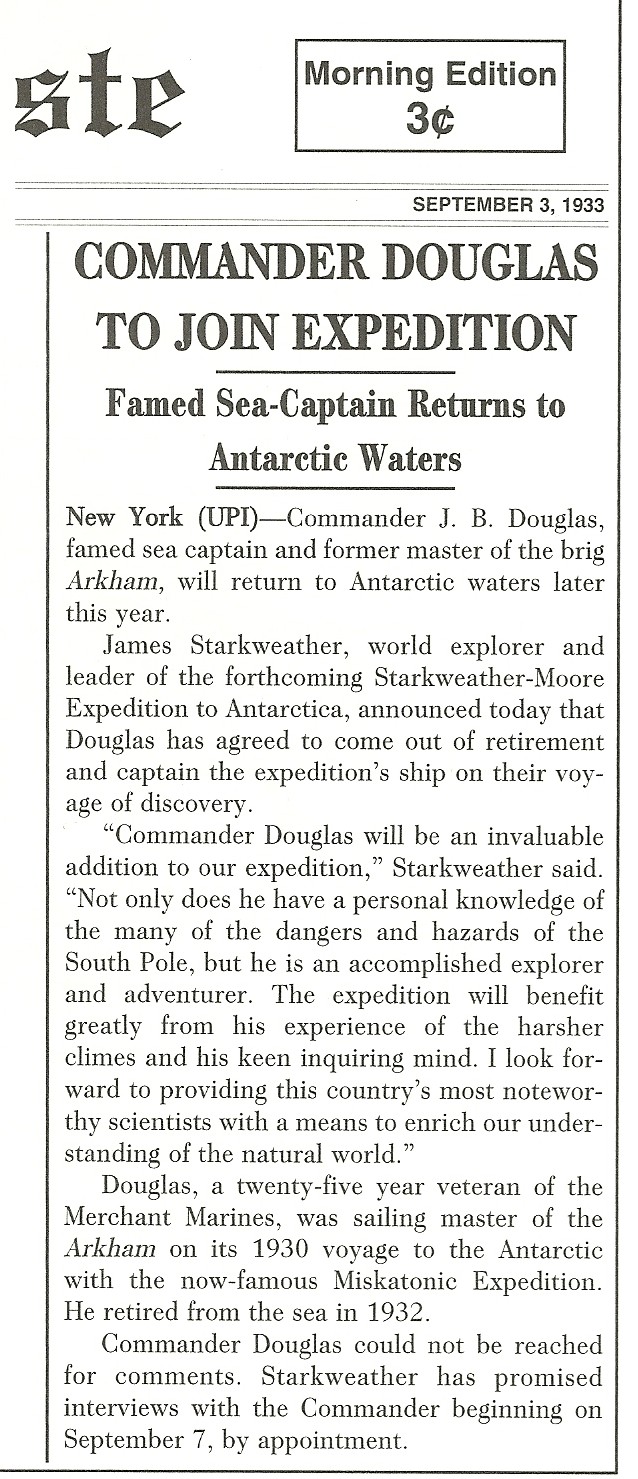 ste
Morning Edition
3¢
SEPTEMBER 3, 1933
COMMANDER DOUGLAS
TO JOIN EXPEDITION
Famed Sea-Captain Returns to
Antarctic Waters
New York (UPI)—Commander J. B. Douglas,
famed sea captain and former master of the brig
Arkham, will return to Antarctic waters later
this year.
James Starkweather, world explorer and
leader of the forthcoming Starkweather-Moore
Expedition to Antarctica, announced today that
Douglas has agreed to come out of retirement
and captain the expedition's ship on their voy-
age of discovery.
“Commander Douglas will be an invaluable
addition to our expedition,” Starkweather said.
“Not only does he have a personal knowledge of
the many of the dangers and hazards of the
South Pole, but he is an accomplished explorer
and adventurer. The expedition will benefit
greatly from his experience of the harsher
climes and his keen inquiring mind. I look for-
ward to providing this country's most notewor-
thy scientists with a means to enrich our under-
standing of the natural world.”
Douglas, a twenty-five year veteran of the
Merchant Marines, was sailing master of the
Arkham on its 1930 voyage to the Antarctic
with the now-famous Miskatonic Expedition.
He retired from the sea in 1932.
Commander Douglas could not be reached
for comments. Starkweather has promised
interviews with the Commander beginning on
September 7, by appointment.